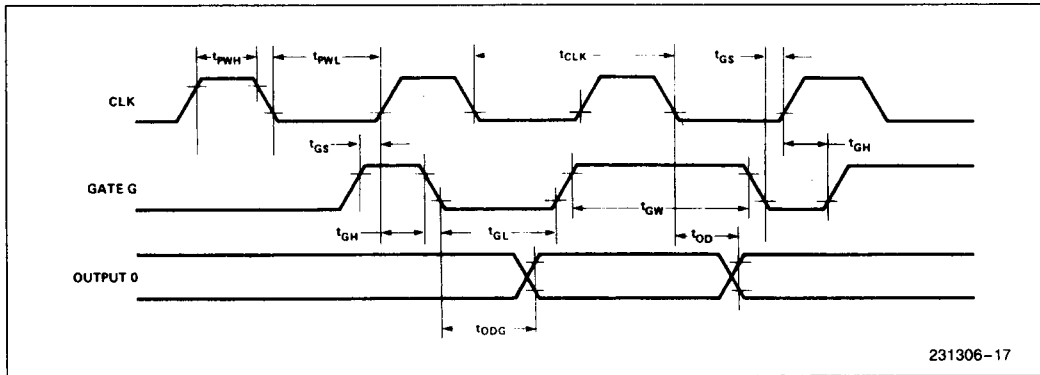 tPWH
tPWL
tCLK
tGS
CLK
tGS
tGH
GATE G
tGH
tGL
tGW
tOD
OUTPUT 0
tODG
231306-17